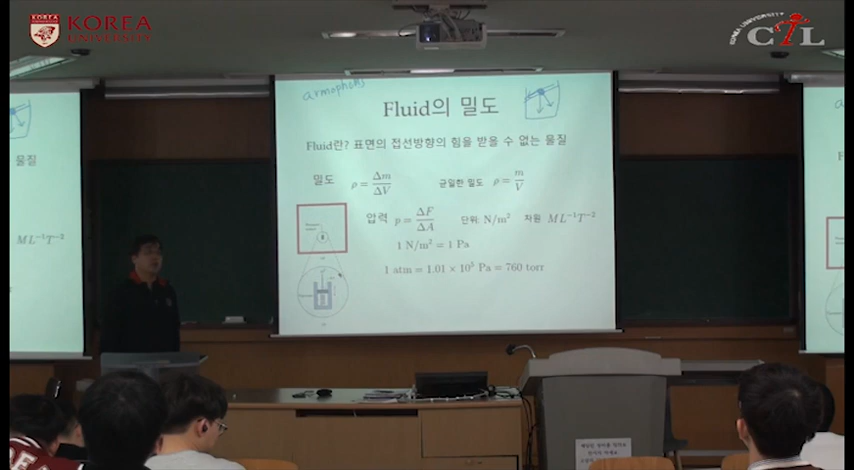 KOREA
UNIVERSITY
KOREA UNIVERSITY
CTL
Fluid의 밀도
Fluid란? 표면의 접선방향의 힘을 받을 수 없는 물질
밀도 ρ = Δm/ΔV 균일한 밀도 ρ = m/V
압력 p = ΔF/ΔA 단위: N/m² 차원 ML⁻¹T⁻²
1 N/m² = 1 Pa
1 atm = 1.01 × 10⁵ Pa = 760 torr
물질
ML⁻¹T⁻²